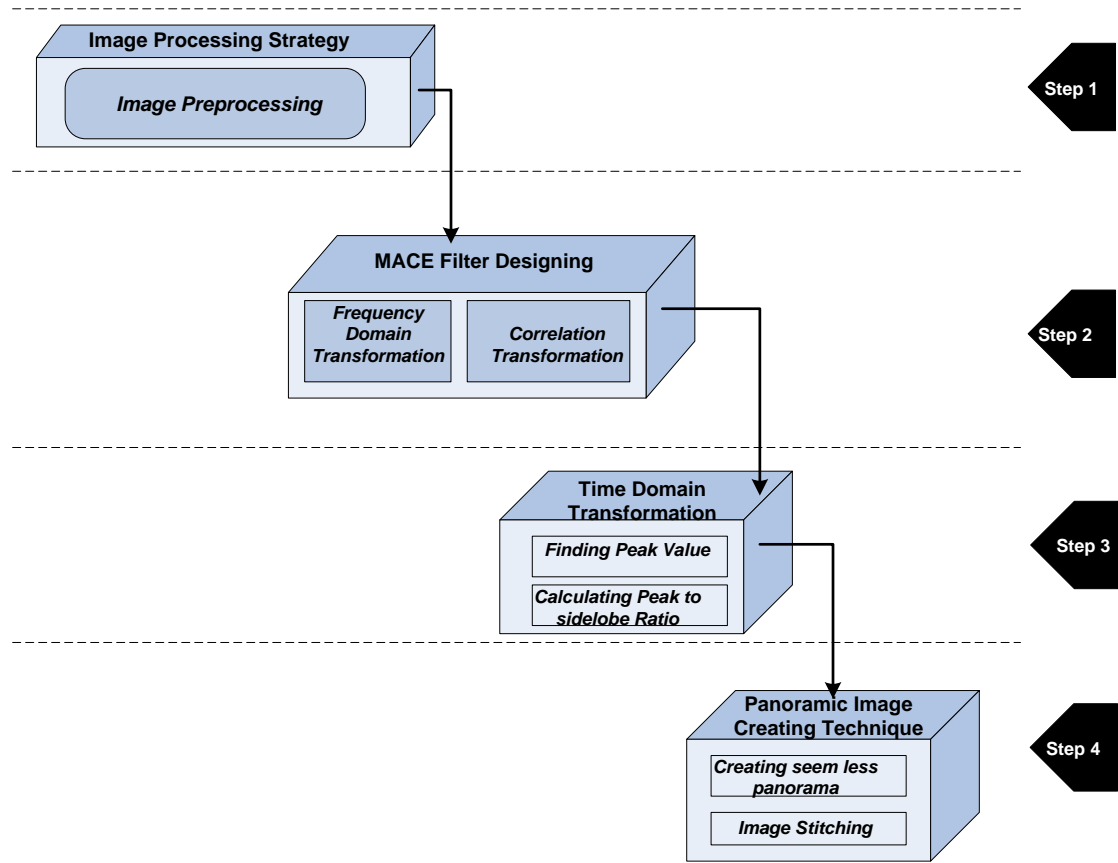 Image Processing Strategy
Image Preprocessing
Step 1
MACE Filter Designing
Frequency
Domain
Transformation
Correlation
Transformation
Step 2
Time Domain
Transformation
Finding Peak Value
Calculating Peak to
sidelobe Ratio
Step 3
Panoramic Image
Creating Technique
Creating seem less
panorama
Image Stitching
Step 4